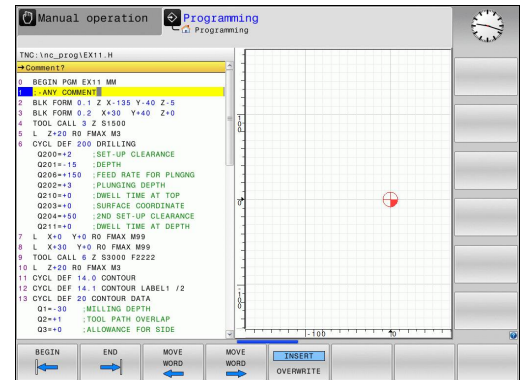 Manual operation
Programming
Programming
TNC:\nc_prog\EX11.H
→Comment?
0 BEGIN PGM EX11 MM
1 ;-ANY COMMENT
2 BLK FORM 0.1 Z X-135 Y-40 Z-5
3 BLK FORM 0.2 X+30 Y+40 Z+0
4 TOOL CALL 3 Z S1500
5 L Z+20 R0 FMAX M3
6 CYCL DEF 200 DRILLING
Q200=+2 ;SET-UP CLEARANCE
Q201=-15 ;DEPTH
Q206=+150 ;FEED RATE FOR PLNGNG
Q202=+3 ;PLUNGING DEPTH
Q210=+0 ;DWELL TIME AT TOP
Q203=+0 ;SURFACE COORDINATE
Q204=+50 ;2ND SET-UP CLEARANCE
Q211=+0 ;DWELL TIME AT DEPTH
7 L X+0 Y+0 R0 FMAX M99
8 L X+30 Y+0 R0 FMAX M99
9 TOOL CALL 6 Z S3000 F2222
10 L Z+20 R0 FMAX M3
11 CYCL DEF 14.0 CONTOUR
12 CYCL DEF 14.1 CONTOUR LABEL1 /2
13 CYCL DEF 20 CONTOUR DATA
Q1=-30 ;MILLING DEPTH
Q2=+1 ;TOOL PATH OVERLAP
Q3=+0 ;ALLOWANCE FOR SIDE
100
0
-100
-100
0
BEGIN
END
MOVE WORD
MOVE WORD
INSERT
OVERWRITE